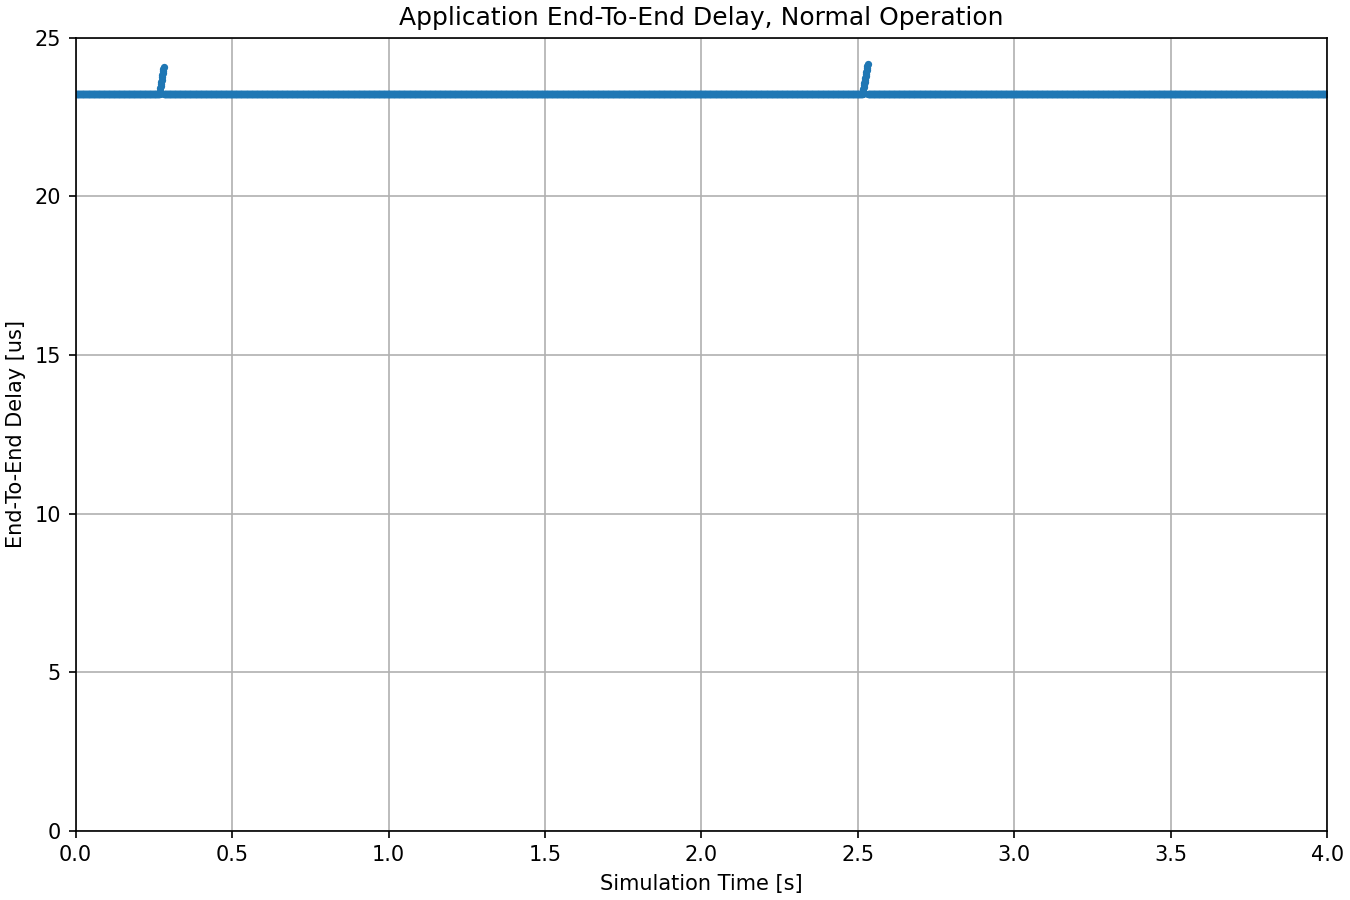 Application End-To-End Delay, Normal Operation
25
20
15
10
5
0
End-To-End Delay [us]
0.0 0.5 1.0 1.5 2.0 2.5 3.0 3.5 4.0
Simulation Time [s]